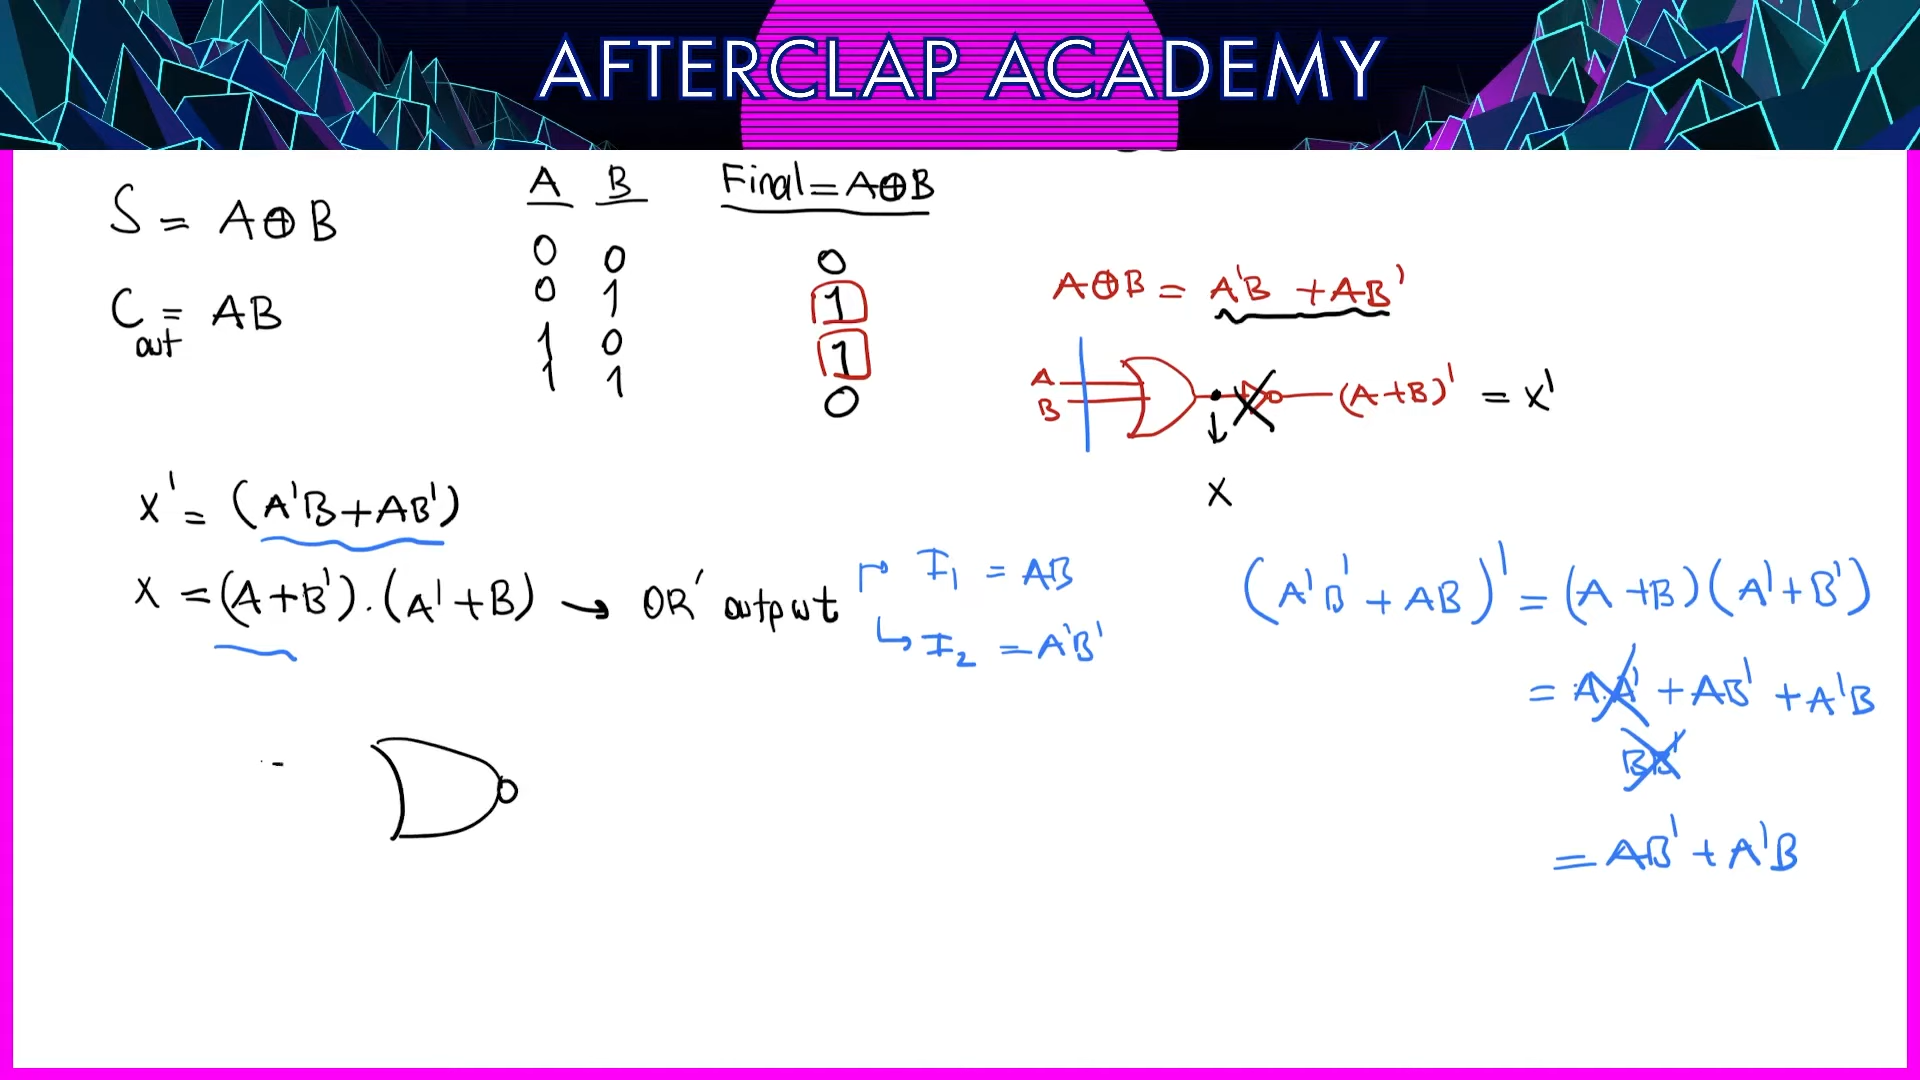 AFTERCLAP ACADEMY
S = A⊕B
C out = AB
A B Final = A⊕B
0 0 0
0 1 1
1 0 1
1 1 0
A⊕B = A'B + AB'
A
B
(A+B)' = X'
X
X' = (A'B + AB')
X = (A+B').(A'+B) → OR' output
I1 = AB
I2 = A'B'
(A'B' + AB)' = (A+B)(A'+B')
= A.A' + AB' + A'B
BB'
= AB' + A'B